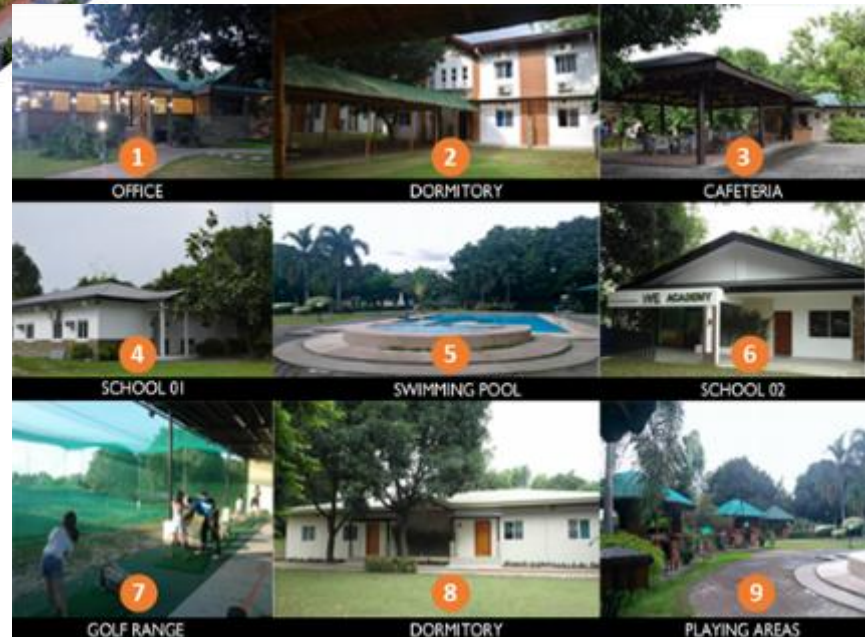 1
OFFICE
2
DORMITORY
3
CAFETERIA
4
SCHOOL 01
5
SWIMMING POOL
ACADEMY
6
SCHOOL 02
7
GOLF RANGE
8
DORMITORY
9
PLAYING AREAS